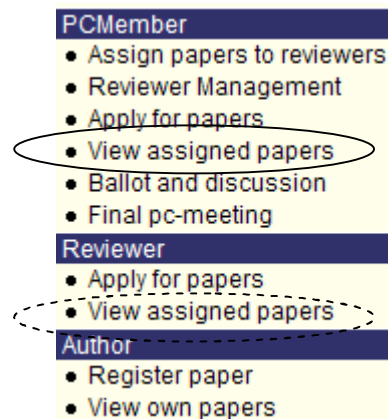 PCMember
• Assign papers to reviewers
• Reviewer Management
• Apply for papers
• View assigned papers
• Ballot and discussion
• Final pc-meeting
Reviewer
• Apply for papers
• View assigned papers
Author
• Register paper
• View own papers